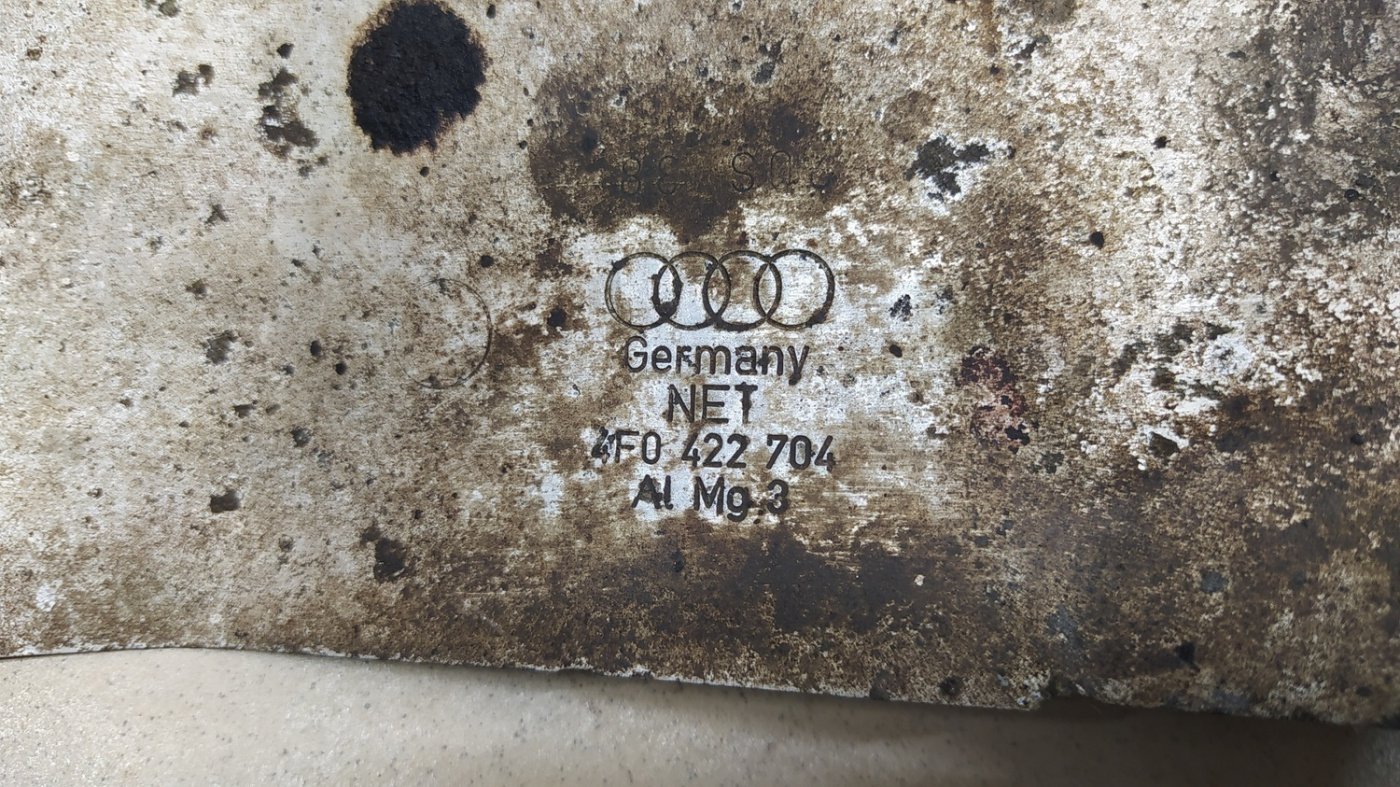 Germany
NET
4F0 422 704
Al Mg 3